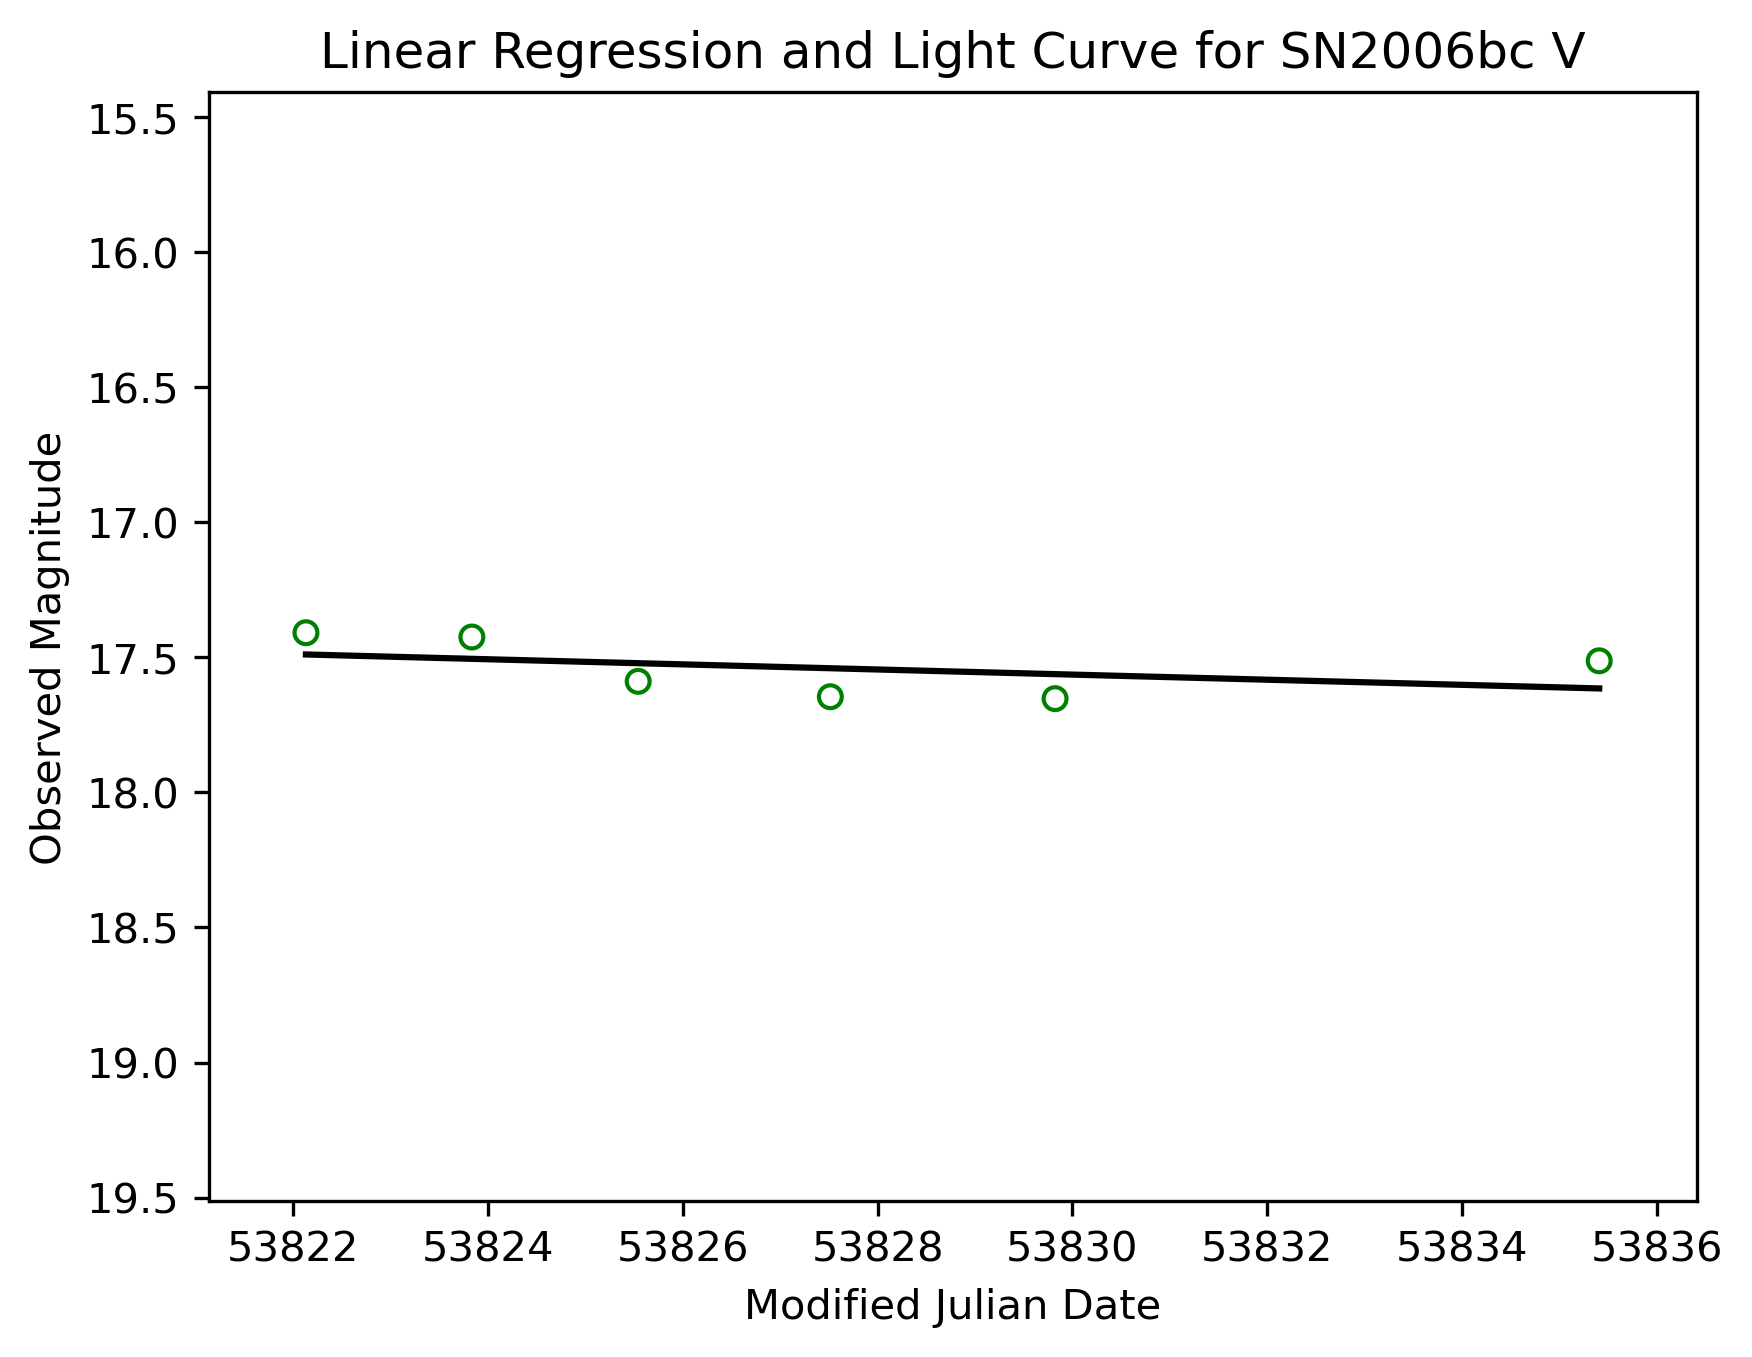 Linear Regression and Light Curve for SN2006bc V
15.5
16.0
16.5
17.0
17.5
18.0
18.5
19.0
19.5
Observed Magnitude
53822 53824 53826 53828 53830 53832 53834 53836
Modified Julian Date